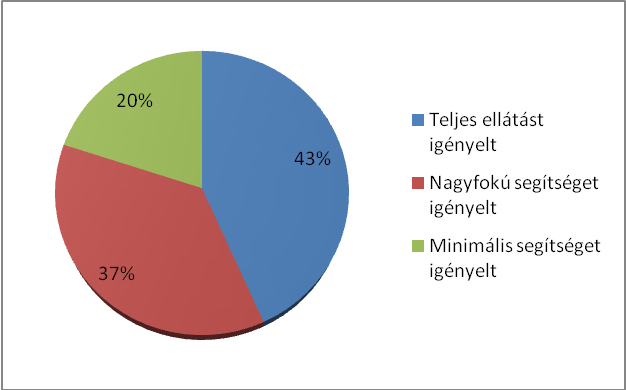 20%
43%
37%
Teljes ellátást
igényelt
Nagyfokú segítséget
igényelt
Minimális segítséget
igényelt